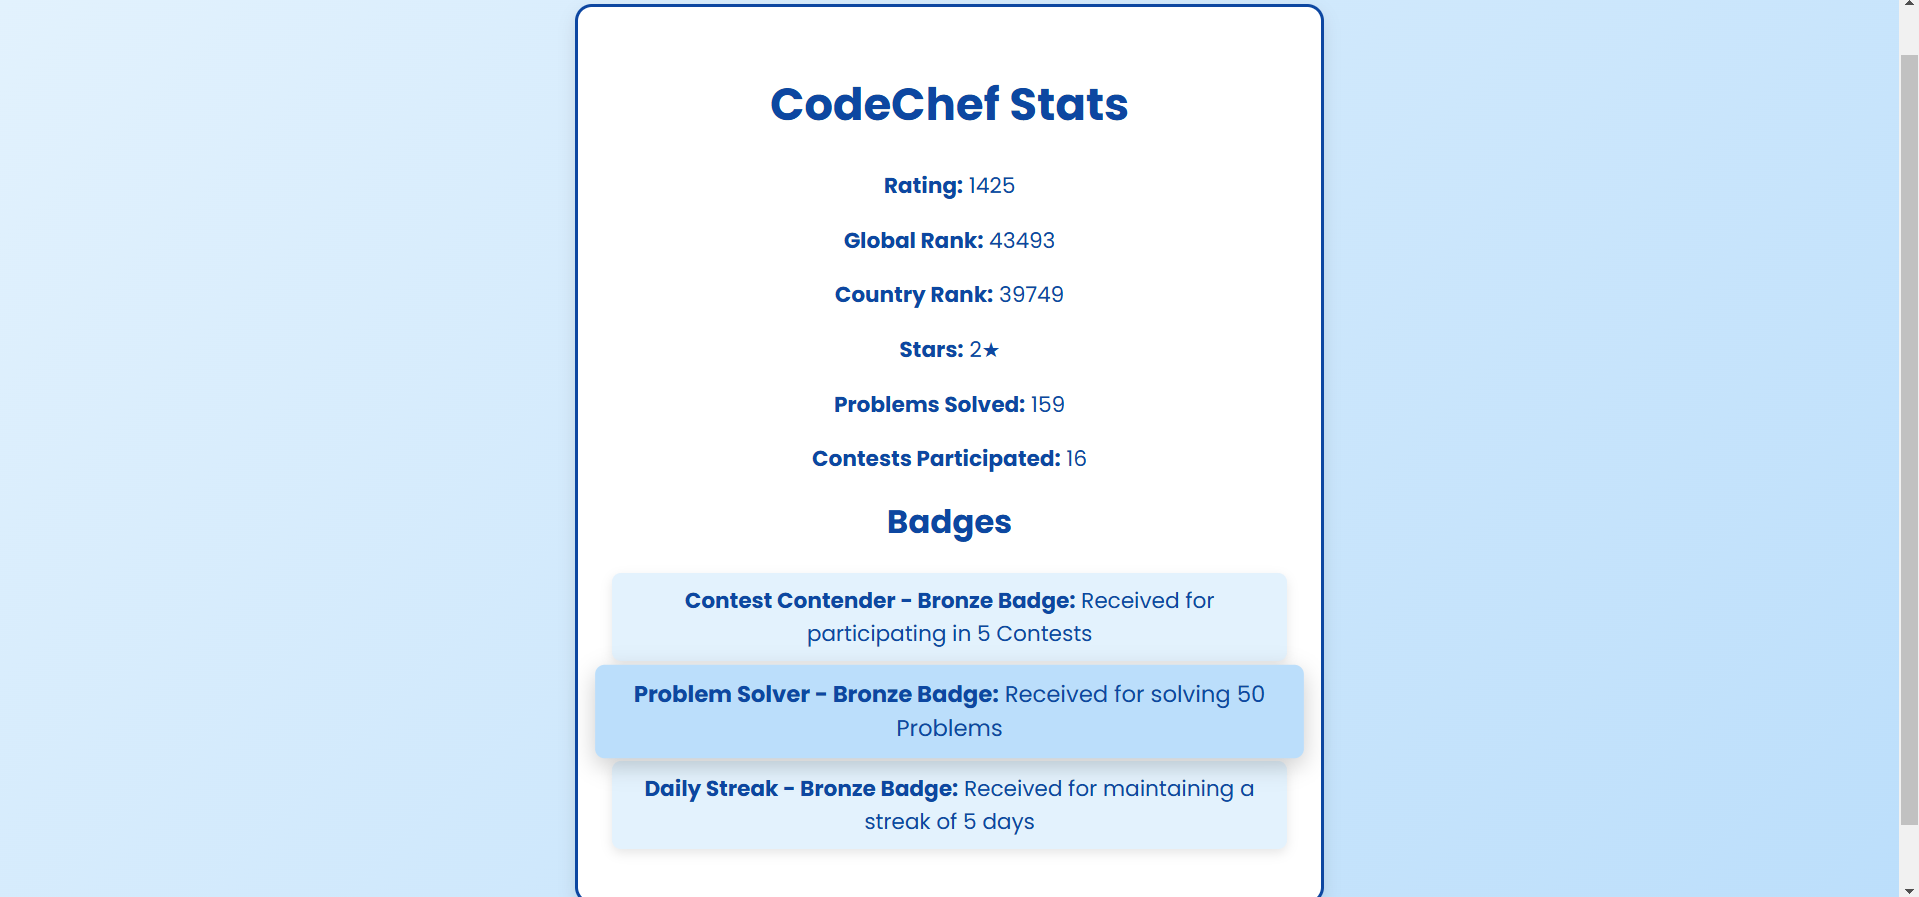 CodeChef Stats
Rating: 1425
Global Rank: 43493
Country Rank: 39749
Stars: 2★
Problems Solved: 159
Contests Participated: 16
Badges
Contest Contender - Bronze Badge: Received for
participating in 5 Contests
Problem Solver - Bronze Badge: Received for solving 50
Problems
Daily Streak - Bronze Badge: Received for maintaining a
streak of 5 days